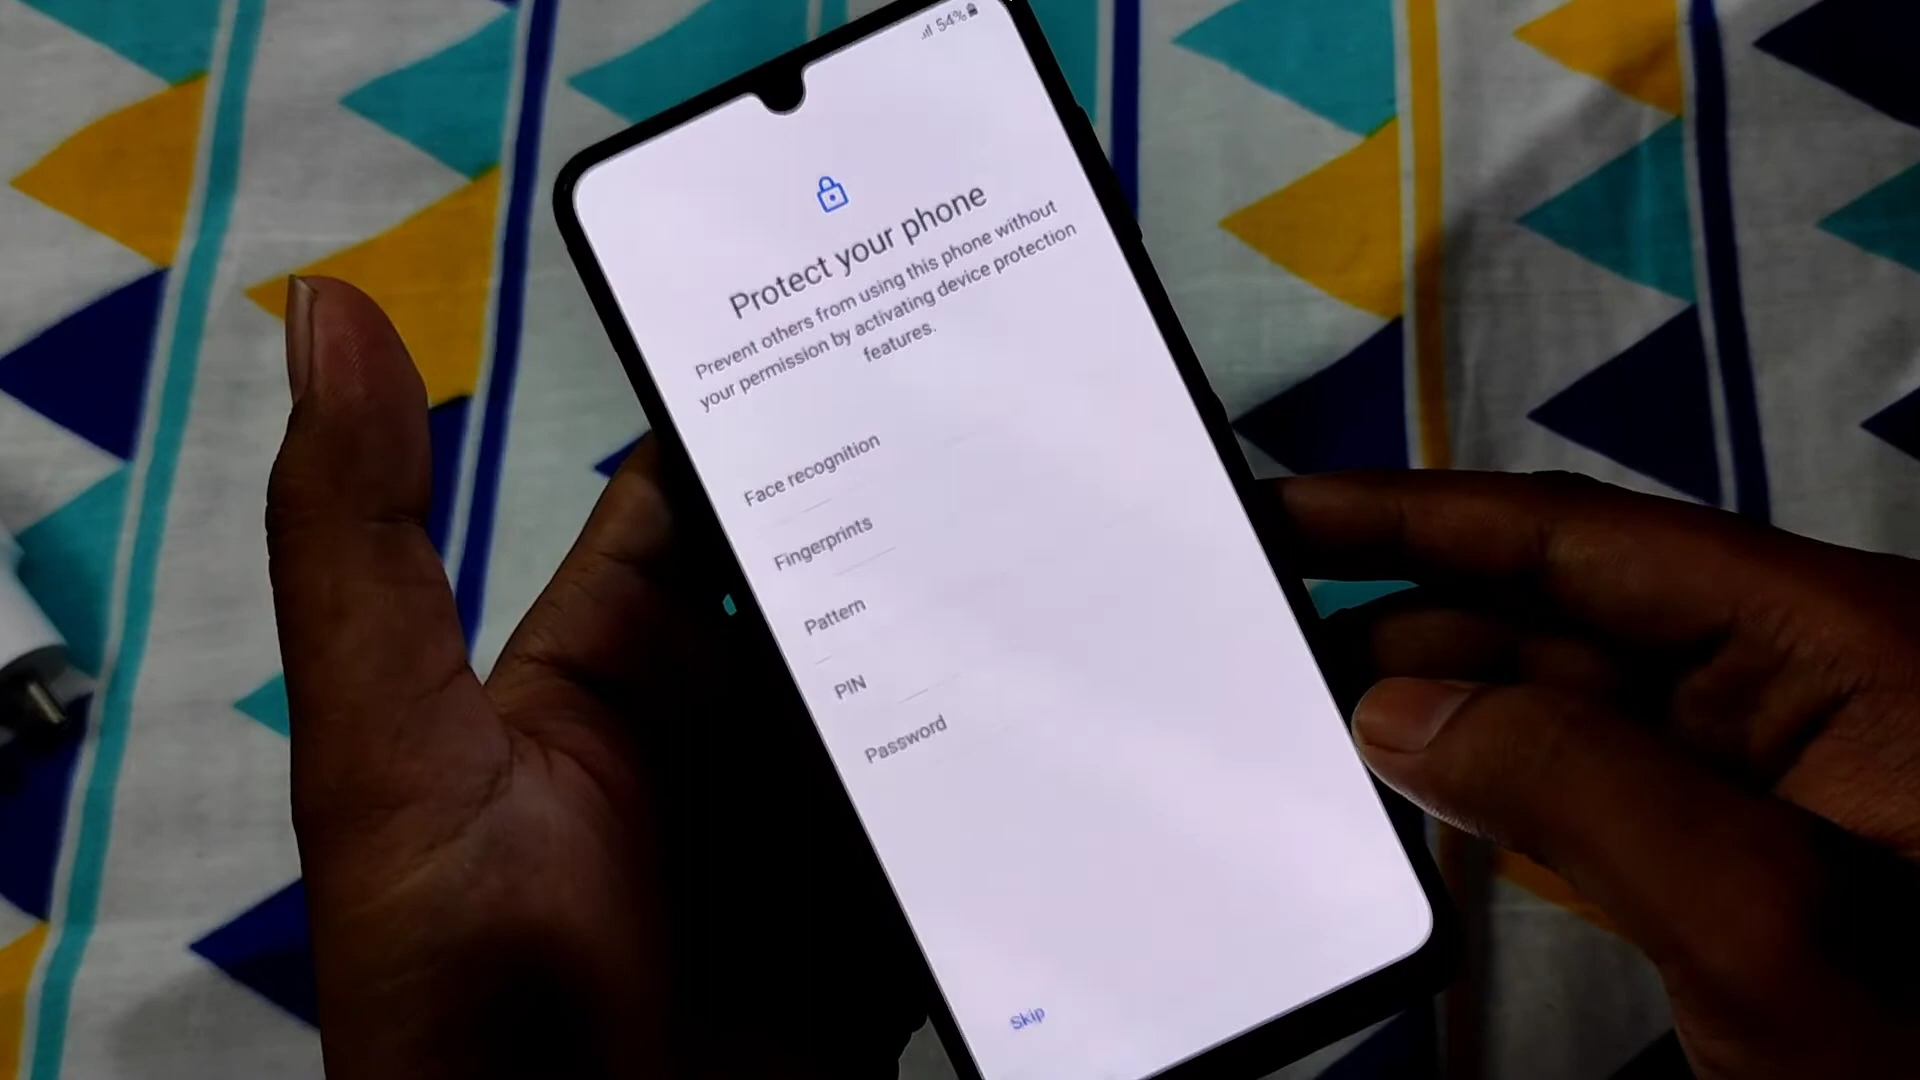 54%
Protect your phone
Prevent others from using this phone without
your permission by activating device protection
features.
Face recognition
Fingerprints
Pattern
PIN
Password
Skip